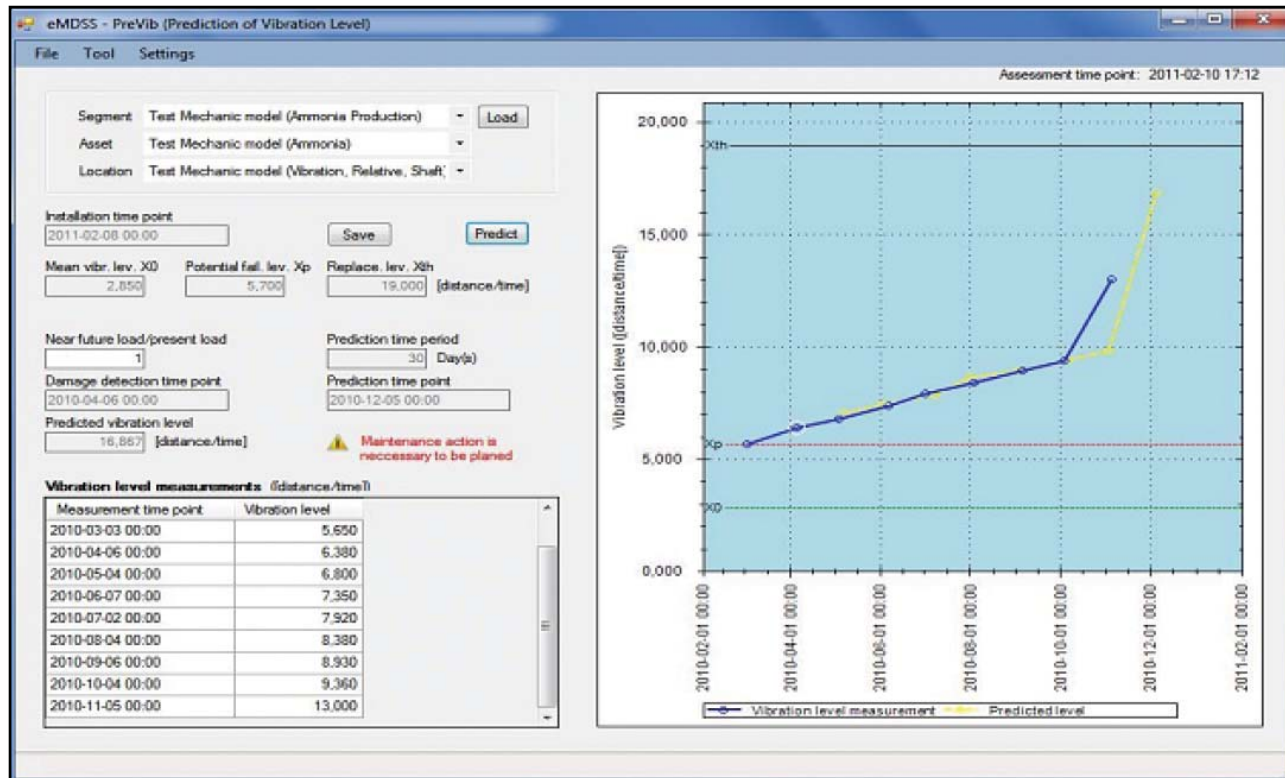 eMDSS - PreVib (Prediction of Vibration Level)
File Tool Settings
Assessment time point: 2011-02-10 17:12
Segment Test Mechanic model (Ammonia Production) Load
Asset Test Mechanic model (Ammonia)
Location Test Mechanic model (Vibration, Relative, Shaft,
Installation time point
2011-02-08 00:00 Save Predict
Mean vibr. lev. X0 Potential fail. lev. Xp Replace. lev. Xth
2,850 5,700 19,000 [distance/time]
Near future load/present load Prediction time period
1 30 Day(s)
Damage detection time point Prediction time point
2010-04-06 00:00 2010-12-05 00:00
Predicted vibration level
16,867 [distance/time] Maintenance action is
neccessary to be planed
Vibration level measurements ([distance/time])
Measurement time point Vibration level
2010-03-03 00:00 5,650
2010-04-06 00:00 6,380
2010-05-04 00:00 6,800
2010-06-07 00:00 7,350
2010-07-02 00:00 7,920
2010-08-04 00:00 8,380
2010-09-06 00:00 8,930
2010-10-04 00:00 9,360
2010-11-05 00:00 13,000
Vibration level ([distance/time])
20,000
Xth
15,000
10,000
Xp
5,000
X0
0,000
2010-02-01 00:00
2010-04-01 00:00
2010-06-01 00:00
2010-08-01 00:00
2010-10-01 00:00
2010-12-01 00:00
2011-02-01 00:00
Vibration level measurement Predicted level